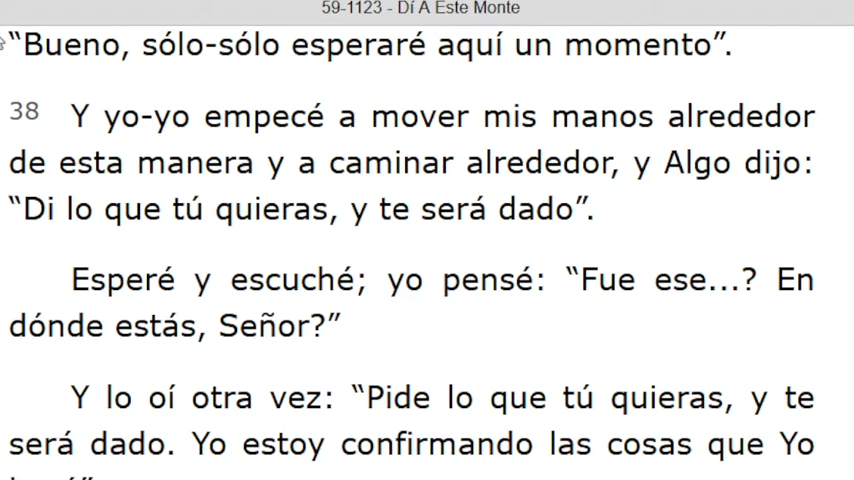 59-1123 - Dí A Este Monte
“Bueno, sólo-sólo esperaré aquí un momento”.
38 Y yo-yo empecé a mover mis manos alrededor
de esta manera y a caminar alrededor, y Algo dijo:
“Di lo que tú quieras, y te será dado”.
Esperé y escuché; yo pensé: “Fue ese...? En
dónde estás, Señor?”
Y lo oí otra vez: “Pide lo que tú quieras, y te
será dado. Yo estoy confirmando las cosas que Yo